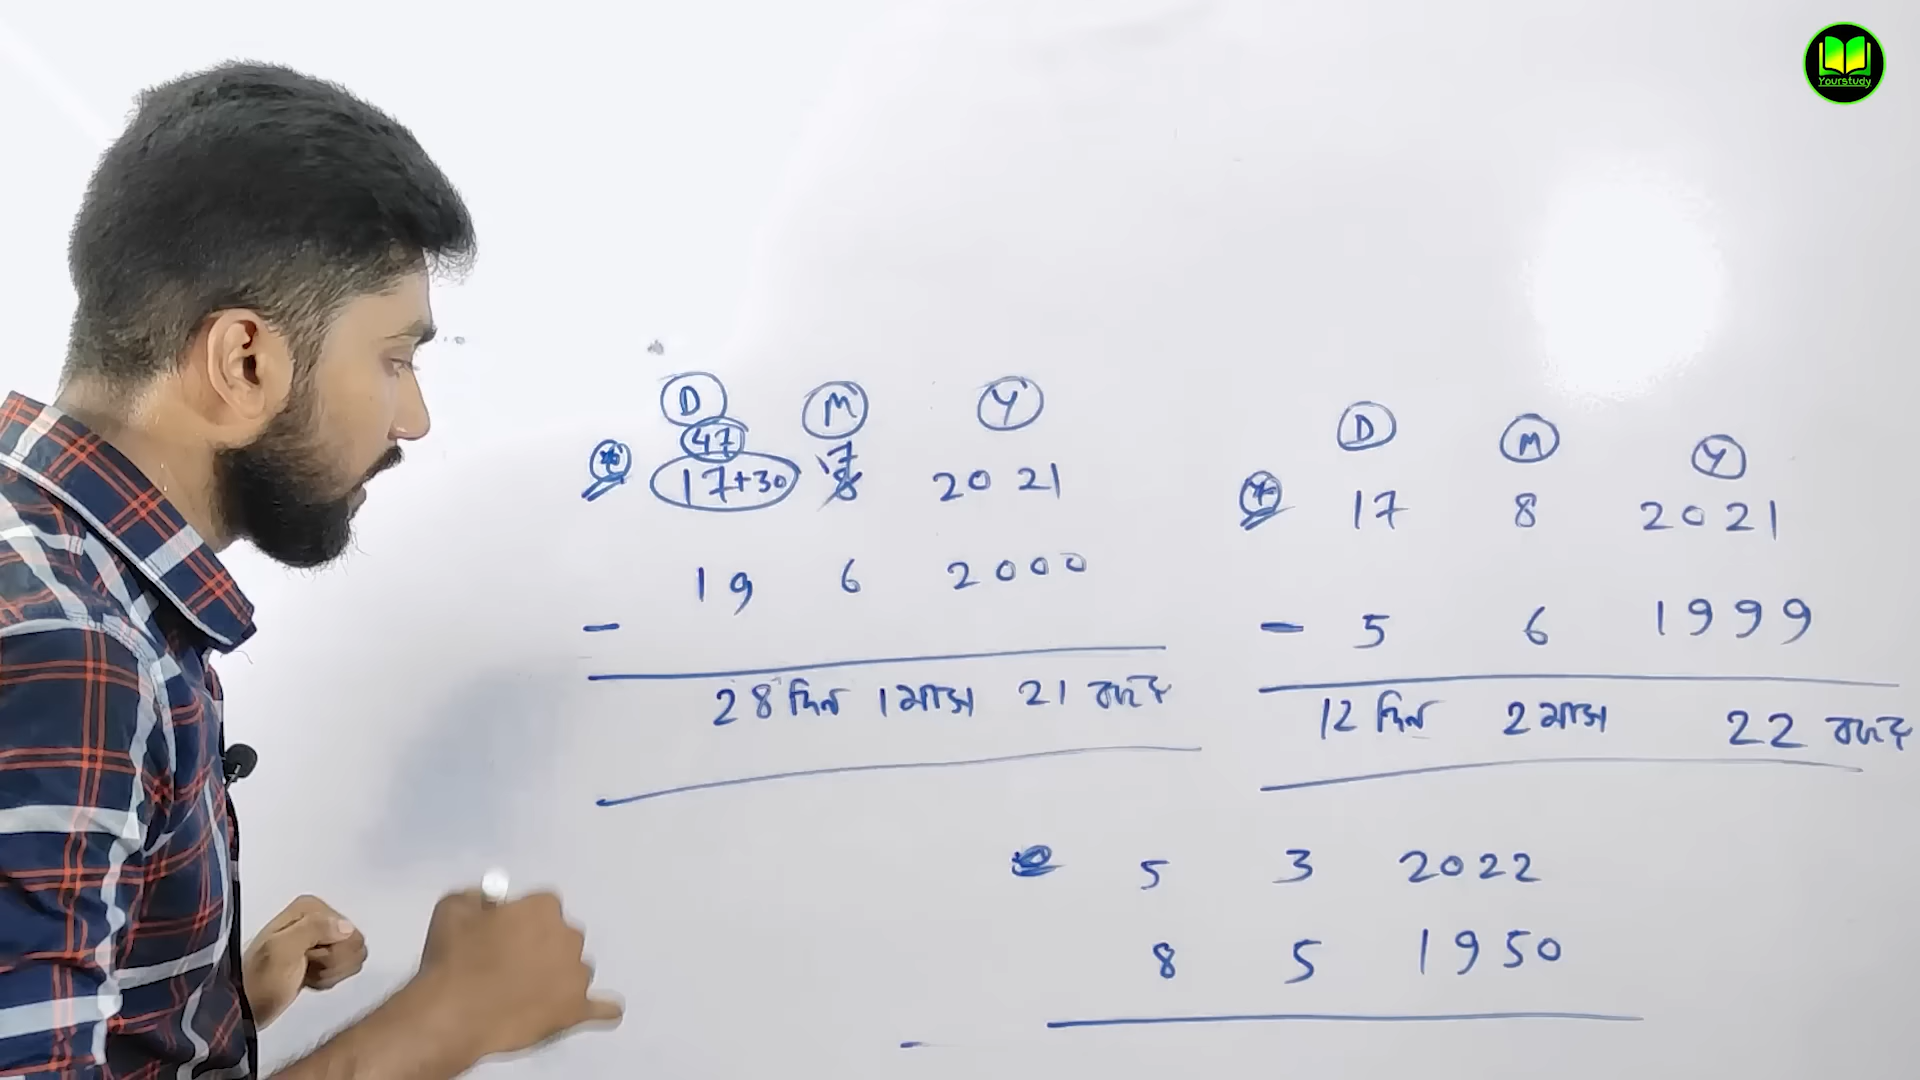 Yourstudy
D M Y
47 7
17+30 8 2021
19 6 2000
−
28 দিন 1 মাস 21 বছর
D M Y
17 8 2021
− 5 6 1999
12 দিন 2 মাস 22 বছর
5 3 2022
8 5 1950
−